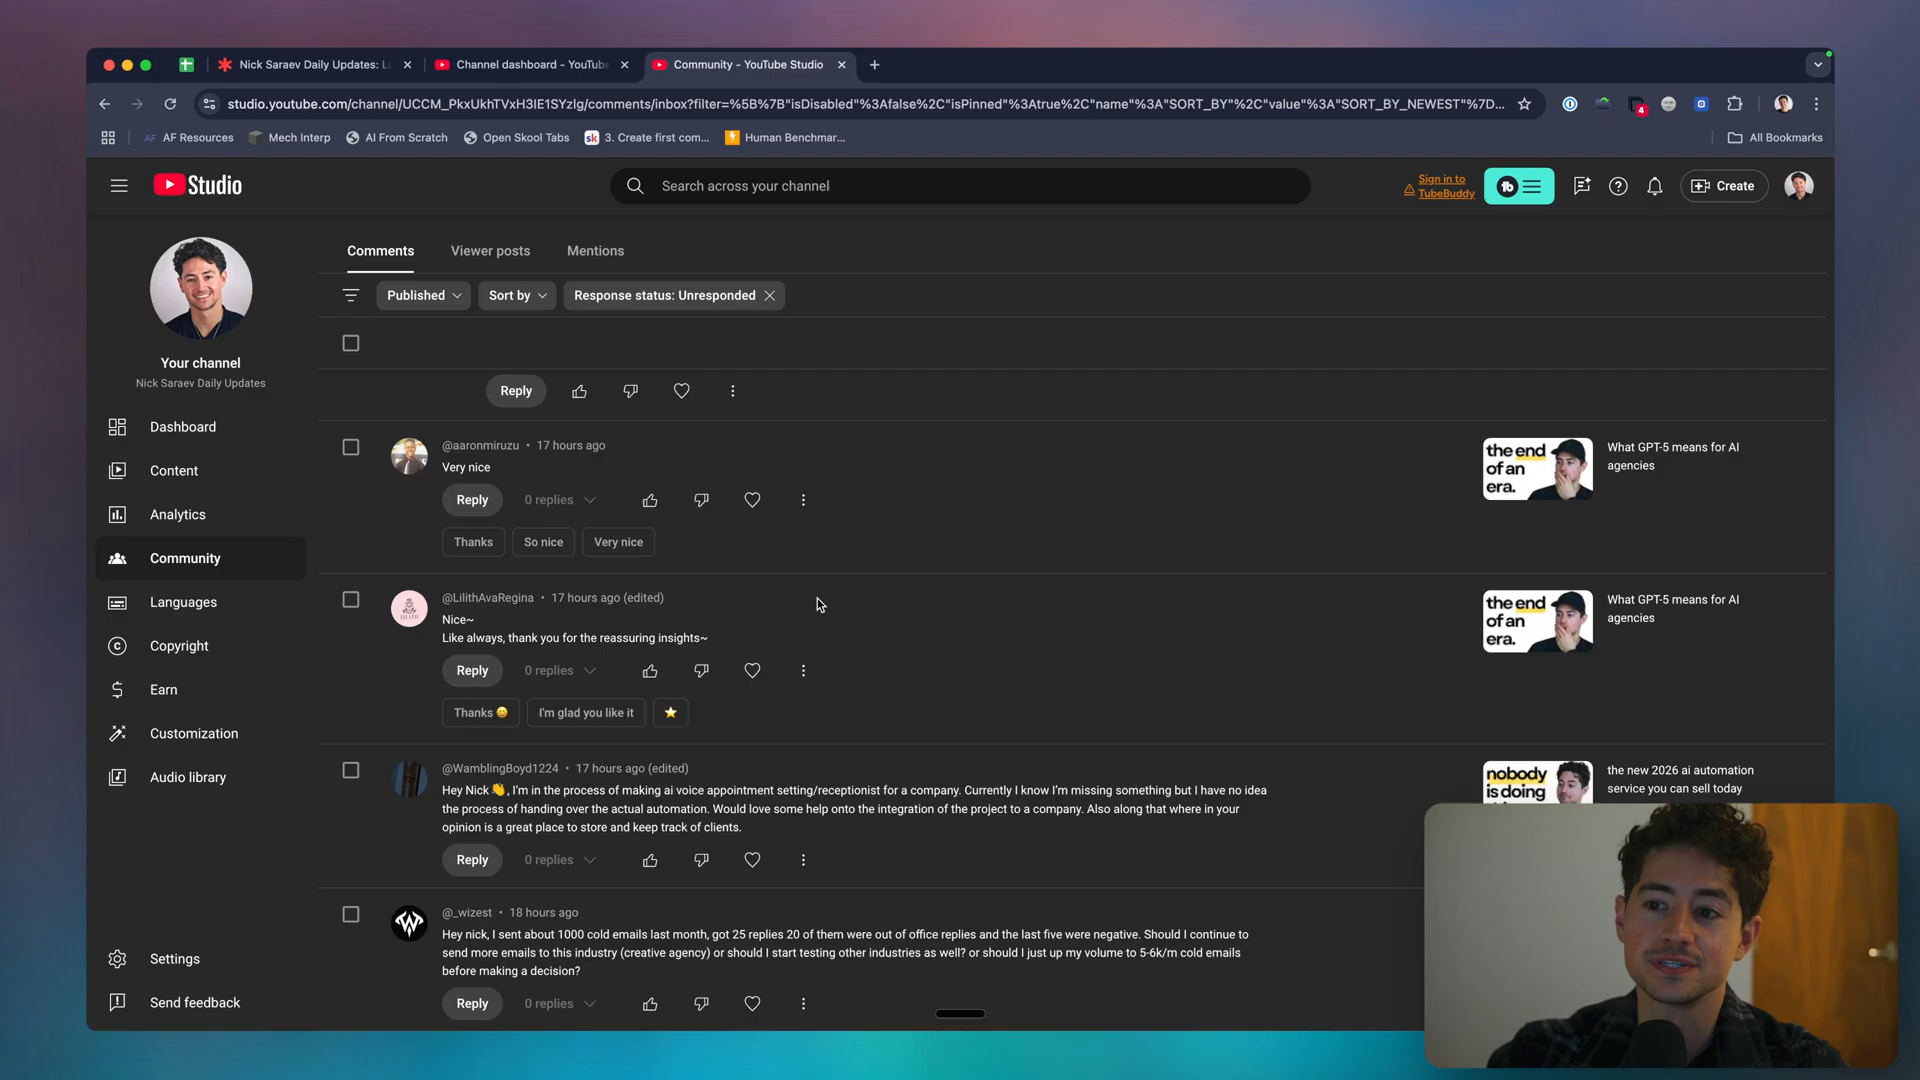 Nick Saraev Daily Updates: L
Channel dashboard - YouTube
Community - YouTube Studio
studio.youtube.com/channel/UCCM_PkxUkhTVxH3IE1SYzlg/comments/inbox?filter=%5B%7B"isDisabled"%3Afalse%2C"isPinned"%3Atrue%2C"name"%3A"SORT_BY"%2C"value"%3A"SORT_BY_NEWEST"%7D...
4
AF AF Resources
Mech Interp
AI From Scratch
Open Skool Tabs
sk 3. Create first com...
Human Benchmar...
All Bookmarks
Studio
Search across your channel
Sign in to
TubeBuddy
tb
Create
Your channel
Nick Saraev Daily Updates
Dashboard
Content
Analytics
Community
Languages
Copyright
Earn
Customization
Audio library
Settings
Send feedback
Comments
Viewer posts
Mentions
Published
Sort by
Response status: Unresponded
Reply
@aaronmiruzu • 17 hours ago
Very nice
Reply
0 replies
Thanks
So nice
Very nice
the end
of an
era.
What GPT-5 means for AI
agencies
@LilithAvaRegina • 17 hours ago (edited)
Nice~
Like always, thank you for the reassuring insights~
Reply
0 replies
Thanks 😀
I'm glad you like it
⭐
the end
of an
era.
What GPT-5 means for AI
agencies
@WamblingBoyd1224 • 17 hours ago (edited)
Hey Nick 👋, I'm in the process of making ai voice appointment setting/receptionist for a company. Currently I know I'm missing something but I have no idea
the process of handing over the actual automation. Would love some help onto the integration of the project to a company. Also along that where in your
opinion is a great place to store and keep track of clients.
Reply
0 replies
nobody
is doing
the new 2026 ai automation
service you can sell today
@_wizest • 18 hours ago
Hey nick, I sent about 1000 cold emails last month, got 25 replies 20 of them were out of office replies and the last five were negative. Should I continue to
send more emails to this industry (creative agency) or should I start testing other industries as well? or should I just up my volume to 5-6k/m cold emails
before making a decision?
Reply
0 replies